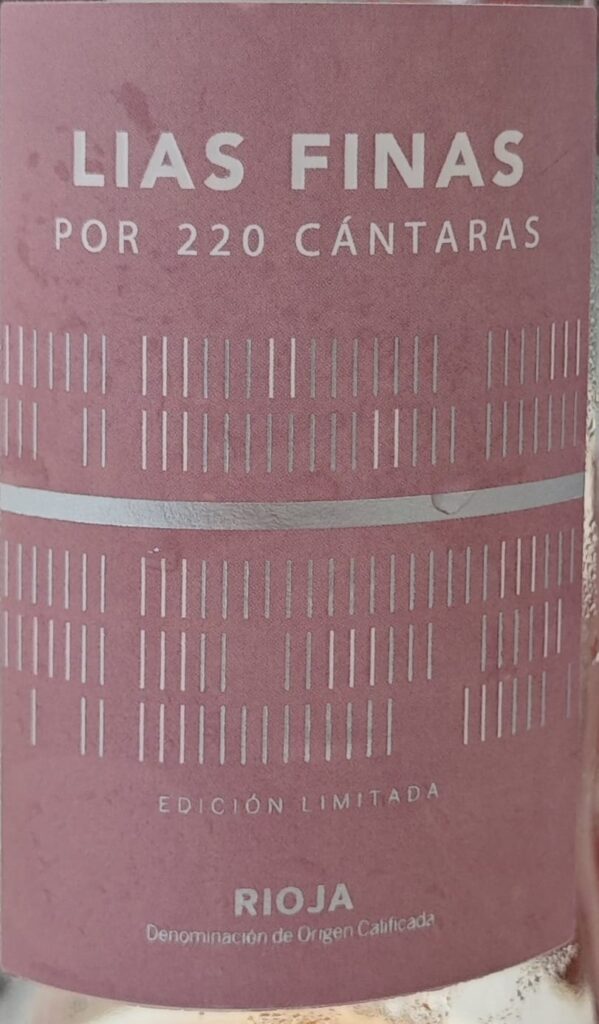 LIAS FINAS
POR 220 CÁNTARAS
EDICIÓN LIMITADA
RIOJA
Denominación de Origen Calificada